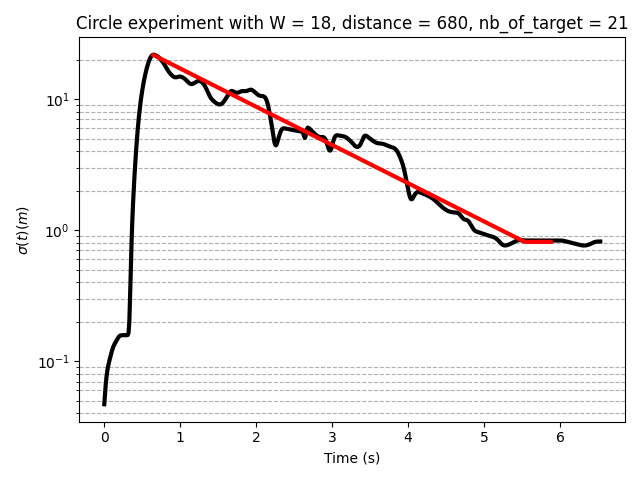 Circle experiment with W = 18, distance = 680, nb_of_target = 21
10¹
10⁰
10⁻¹
σ(t)(m)
0 1 2 3 4 5 6
Time (s)